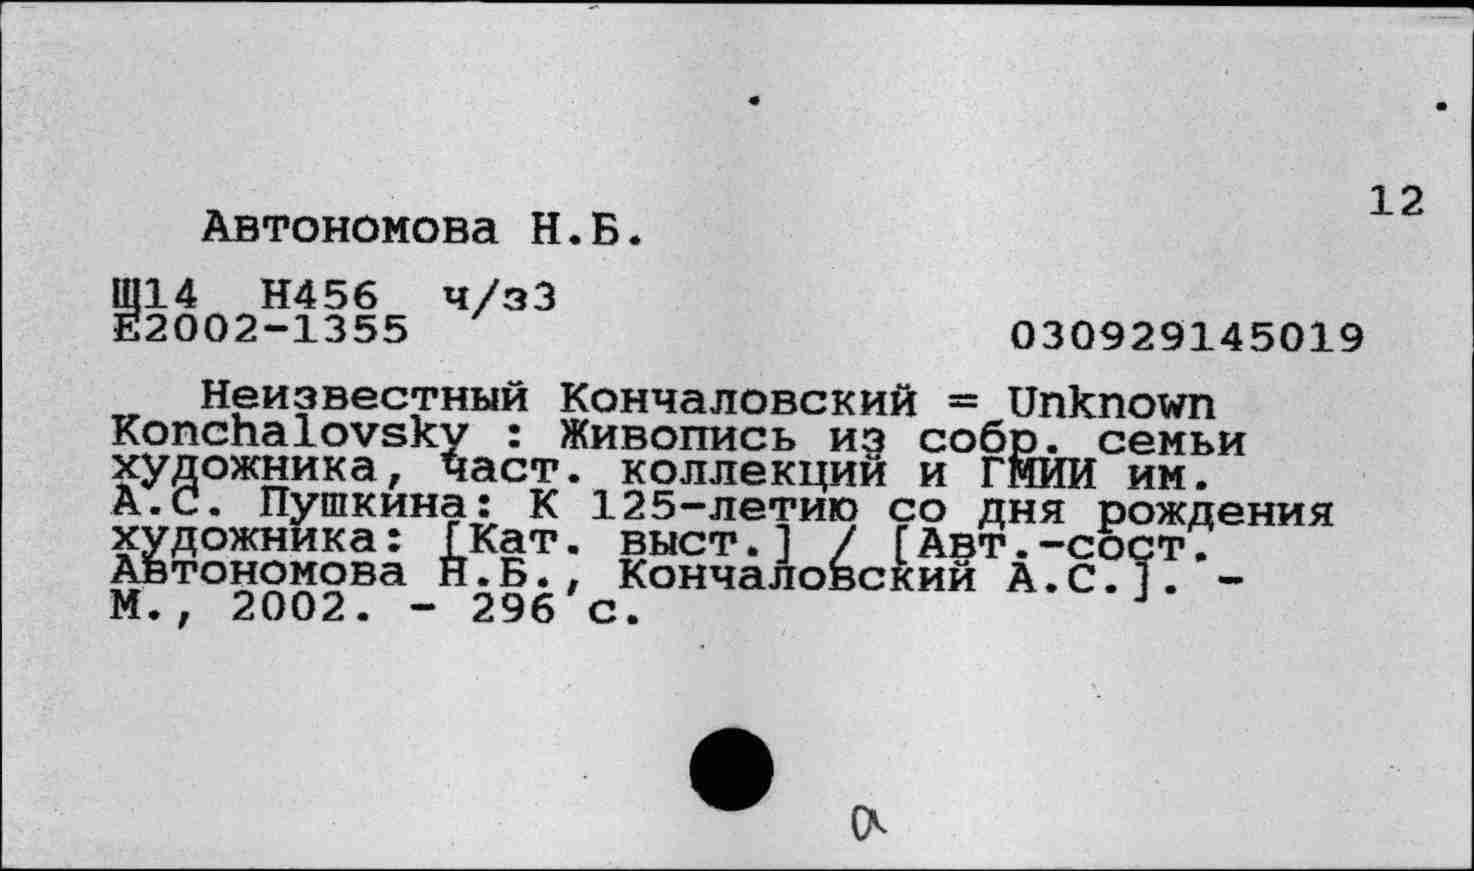 12
Автономова Н.Б.
Щ14 Н456 ч/з3
Е2002-1355
030929145019
Неизвестный Кончаловский = Unknown
Konchalovsky : Живопись из собр. семьи
художника, част. коллекций и ГМИИ им.
А.С. Пушкина: К 125-летию со дня рождения
художника: [Кат. выст.] / [Авт.-сост.
Автономова Н.Б., Кончаловский А.С.]. -
М., 2002. - 296 с.
а